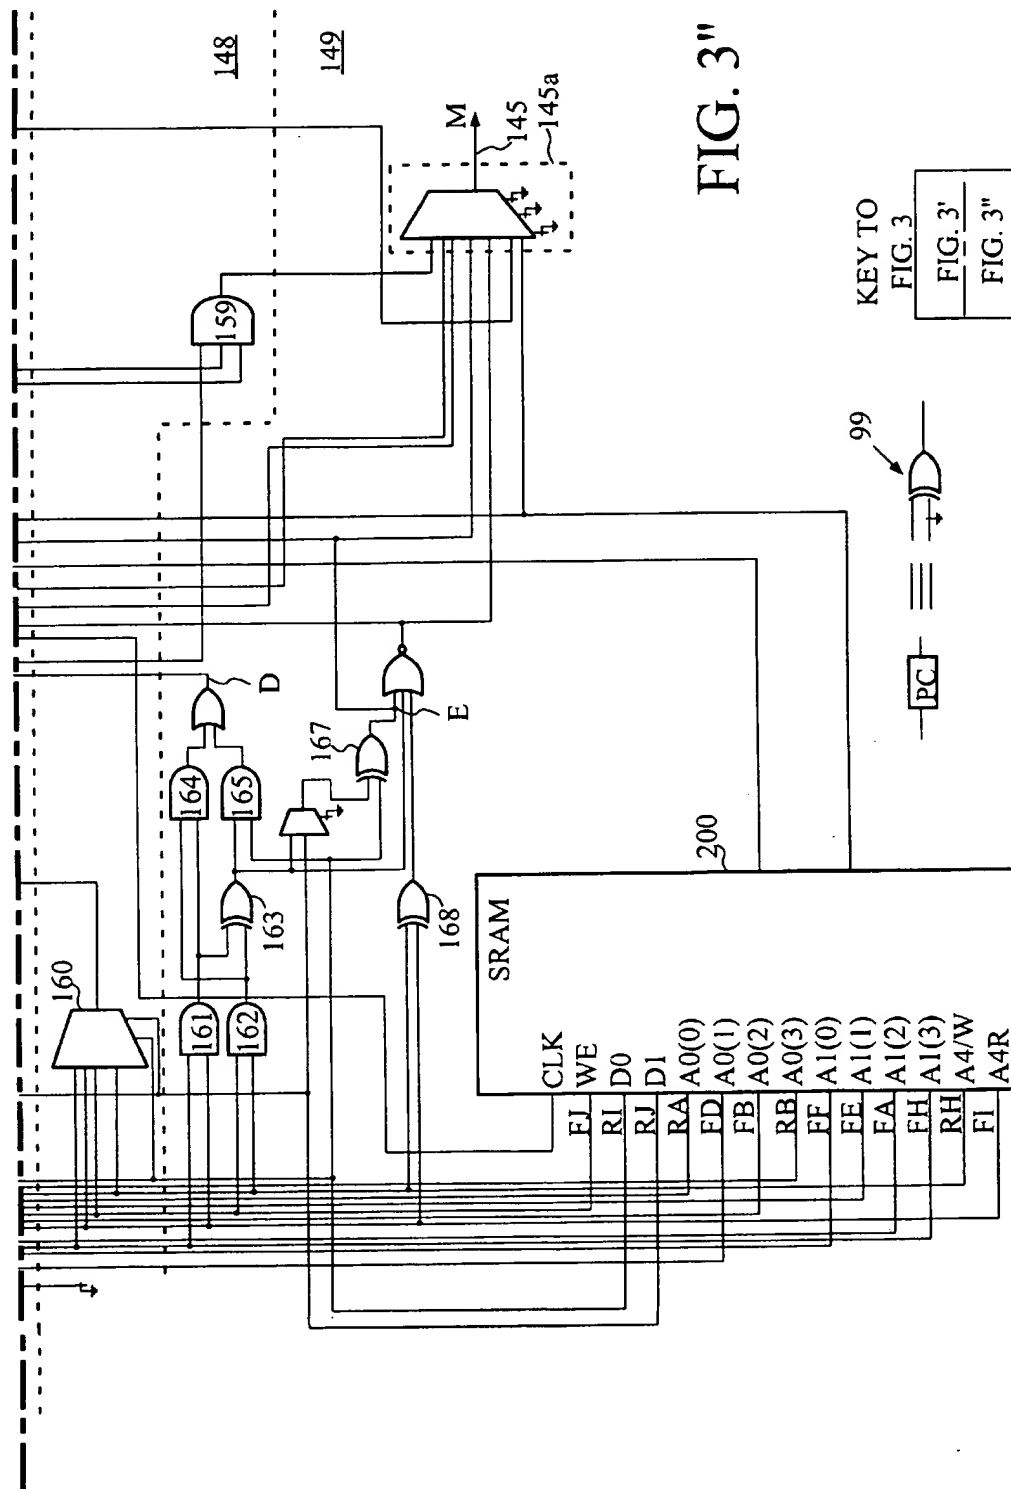 148
149
159
M
145
145a
FIG. 3"
KEY TO
FIG. 3
FIG. 3'
FIG. 3"
99
PC
160
161
162
163
164
165
D
167
E
168
200
SRAM
CLK
FJ WE
RI D0
RJ D1
RA A0(0)
FD A0(1)
FB A0(2)
RB A0(3)
FF A1(0)
FE A1(1)
FA A1(2)
FH A1(3)
RH A4/W
FI A4R